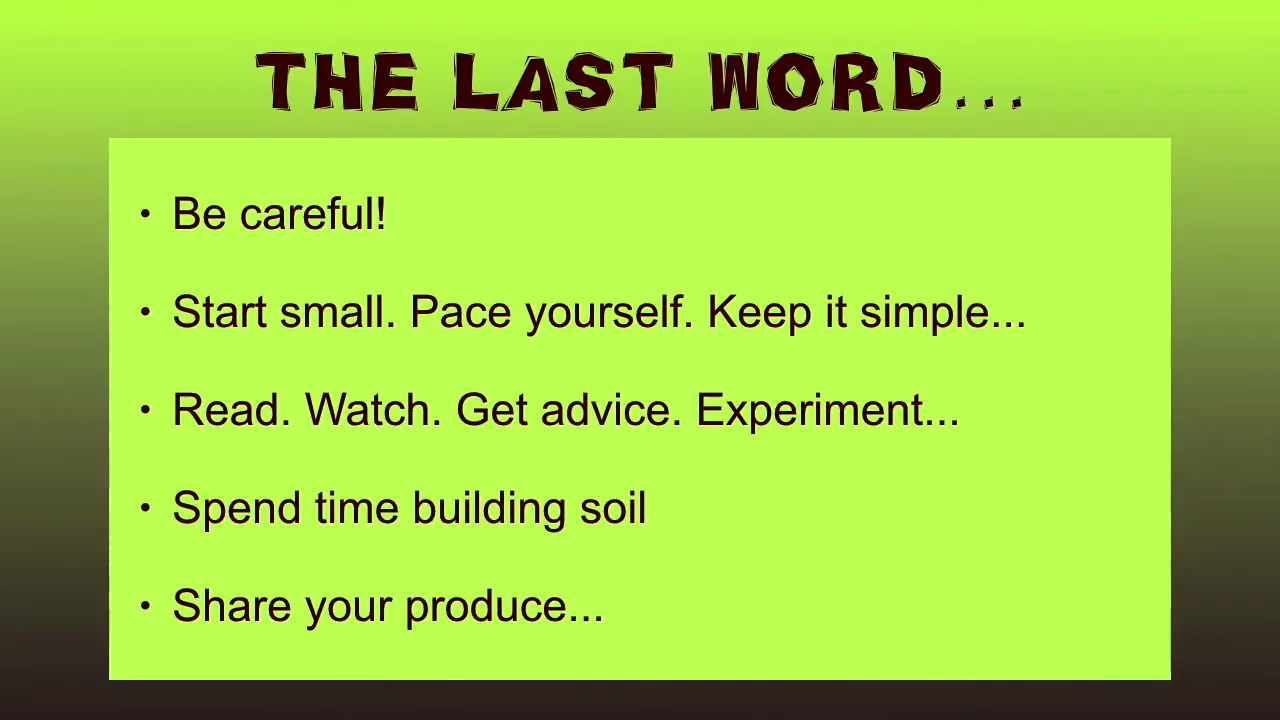 THE LAST WORD...
• Be careful!
• Start small. Pace yourself. Keep it simple...
• Read. Watch. Get advice. Experiment...
• Spend time building soil
• Share your produce...